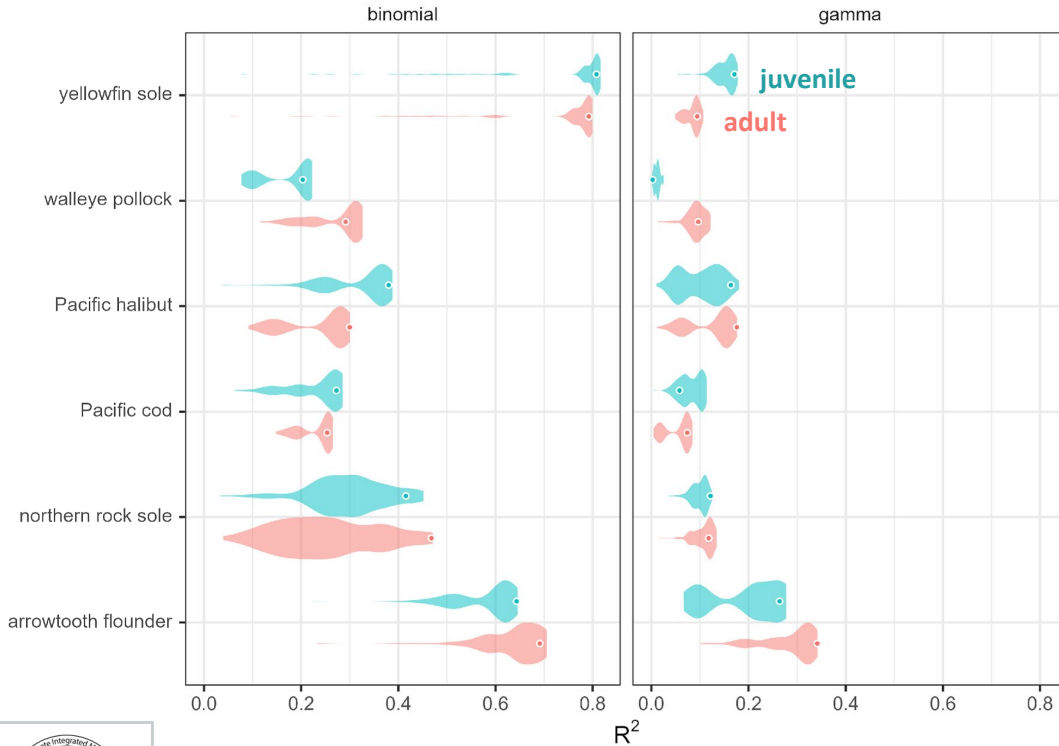 binomial
gamma
yellowfin sole
juvenile
adult
walleye pollock
Pacific halibut
Pacific cod
northern rock sole
arrowtooth flounder
0.0 0.2 0.4 0.6 0.8
0.0 0.2 0.4 0.6 0.8
R²
Integrated